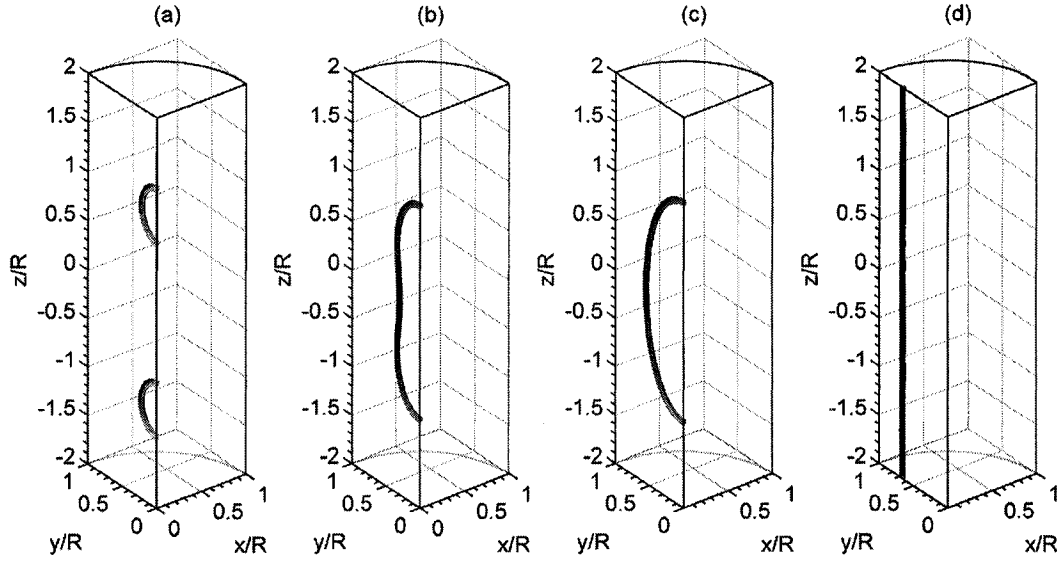 (a) (b) (c) (d)
2 2 2 2
1.5 1.5 1.5 1.5
1 1 1 1
0.5 0.5 0.5 0.5
z/R 0 z/R 0 z/R 0 z/R 0
-0.5 -0.5 -0.5 -0.5
-1 -1 -1 -1
-1.5 -1.5 -1.5 -1.5
-2 -2 -2 -2
1 1 1 1 1 1 1 1
0.5 0.5 0.5 0.5 0.5 0.5 0.5 0.5
0 0 0 0 0 0 0 0
y/R x/R y/R x/R y/R x/R y/R x/R